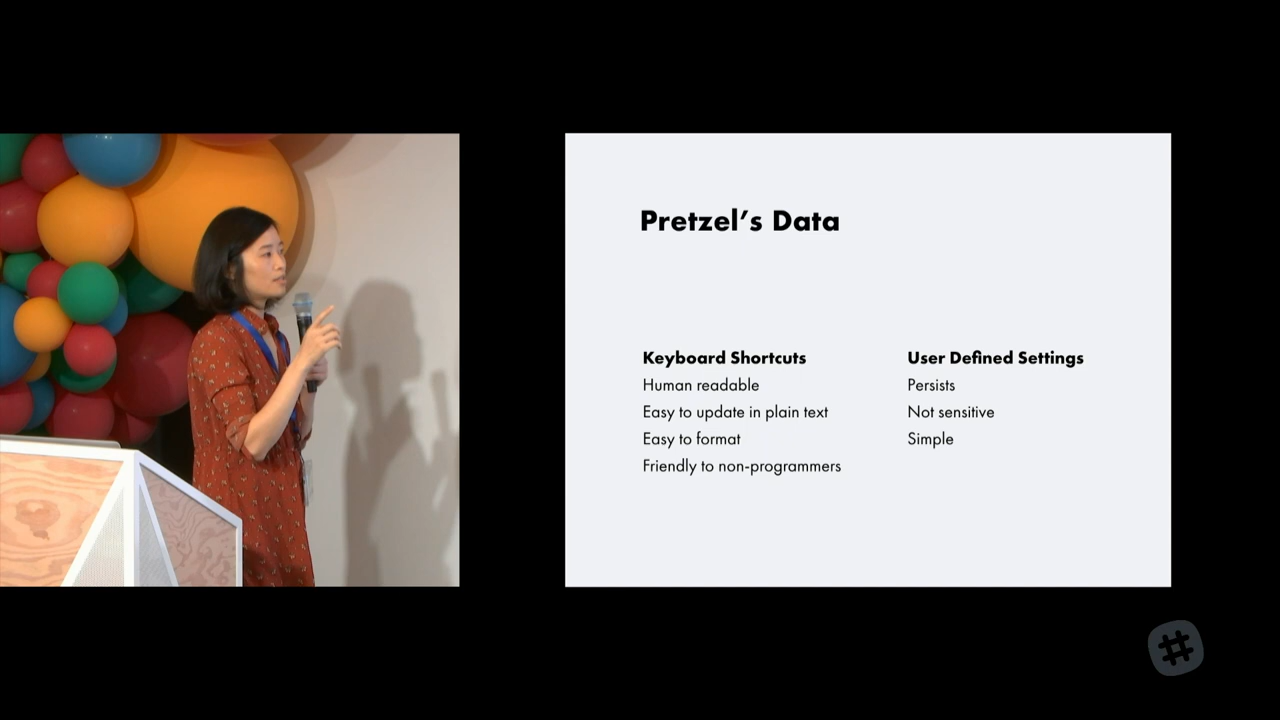 Pretzel’s Data
Keyboard Shortcuts
Human readable
Easy to update in plain text
Easy to format
Friendly to non-programmers
User Defined Settings
Persists
Not sensitive
Simple